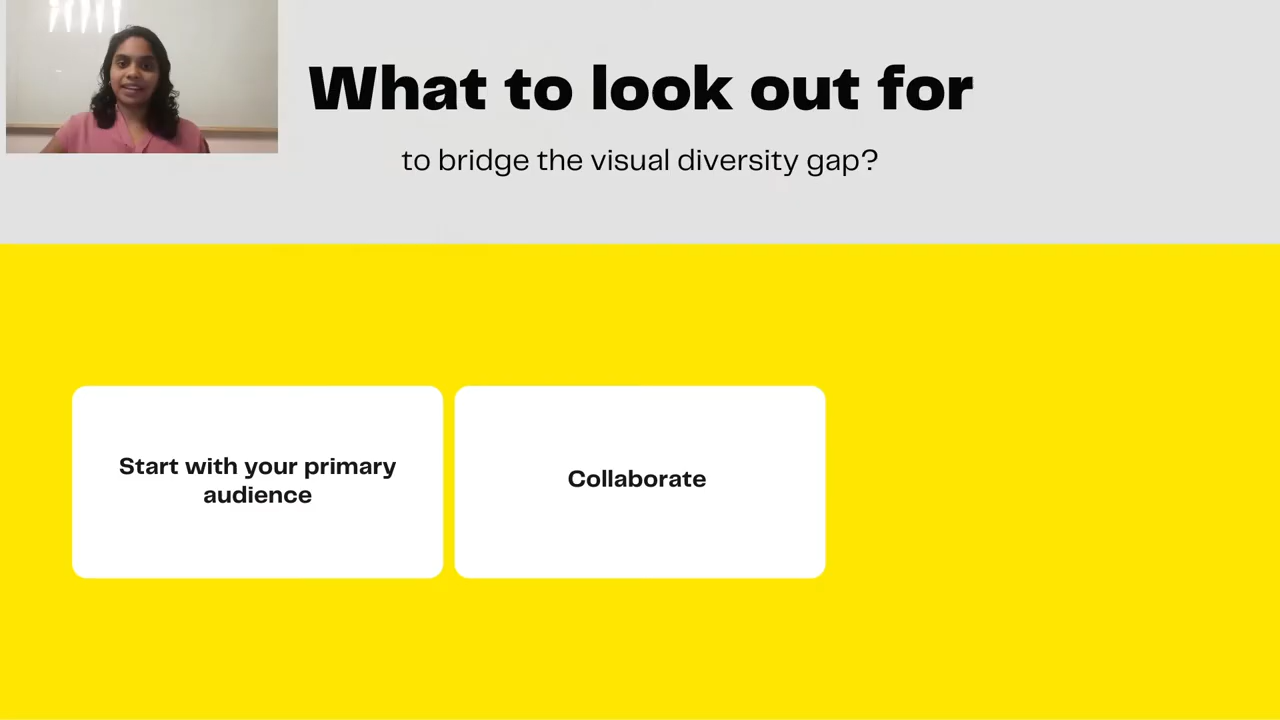 What to look out for
to bridge the visual diversity gap?
Start with your primary
audience
Collaborate